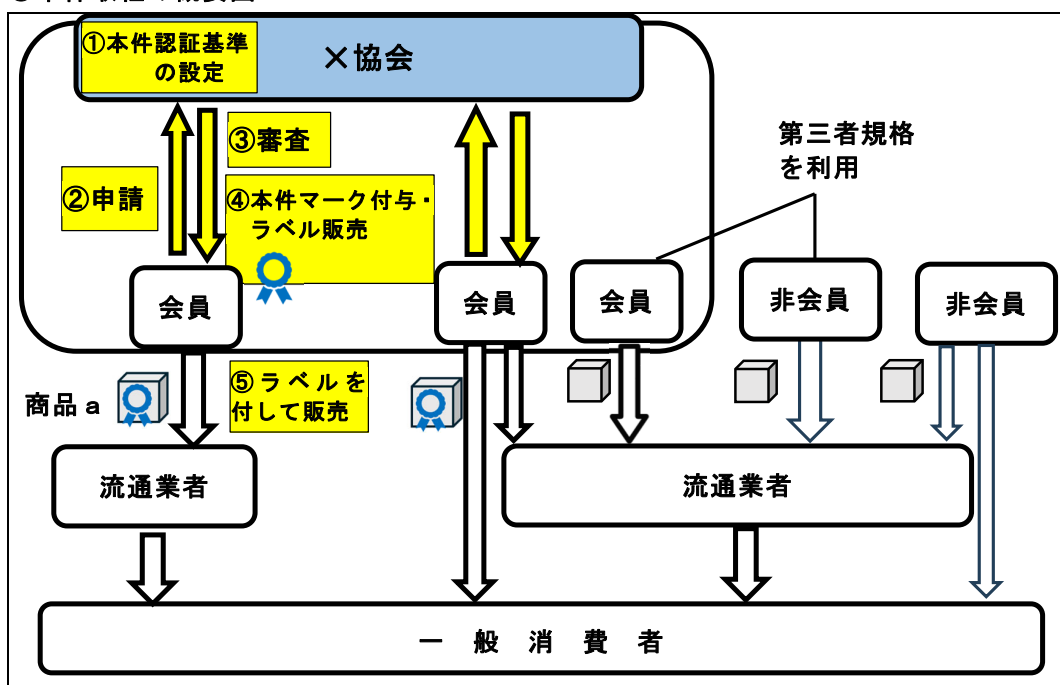 ①本件認証基準
の設定
×協会
③審査
②申請
④本件マーク付与・
ラベル販売
第三者規格
を利用
会員
会員
会員
非会員
非会員
商品a
⑤ラベルを
付して販売
流通業者
流通業者
一般消費者